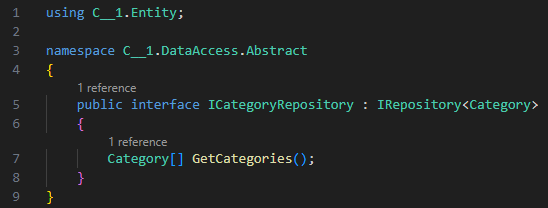 1 using C__1.Entity;
2
3 namespace C__1.DataAccess.Abstract
4 {
1 reference
5 public interface ICategoryRepository : IRepository<Category>
6 {
1 reference
7 Category[] GetCategories();
8 }
9 }